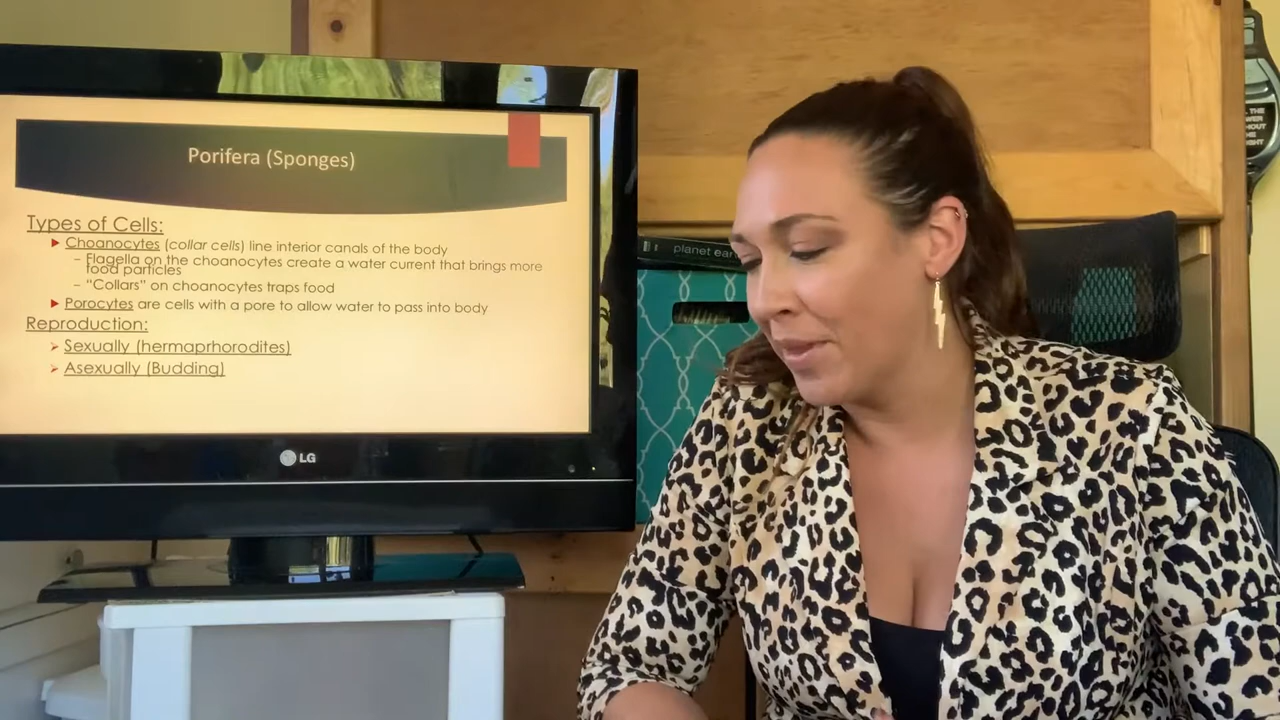 Porifera (Sponges)
Types of Cells:
Choanocytes (collar cells) line interior canals of the body
– Flagella on the choanocytes create a water current that brings more
food particles
– “Collars” on choanocytes traps food
Porocytes are cells with a pore to allow water to pass into body
Reproduction:
Sexually (hermaprhorodites)
Asexually (Budding)
LG
planet ear